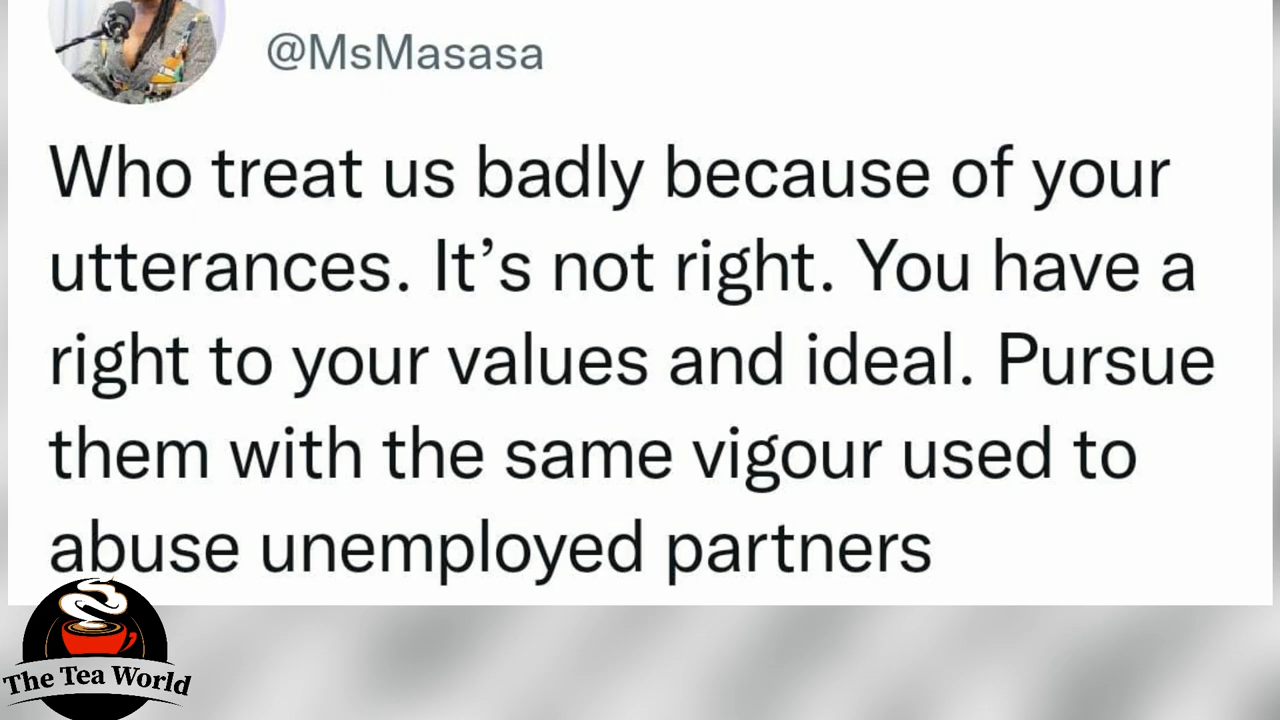 @MsMasasa
Who treat us badly because of your
utterances. It’s not right. You have a
right to your values and ideal. Pursue
them with the same vigour used to
abuse unemployed partners
The Tea World